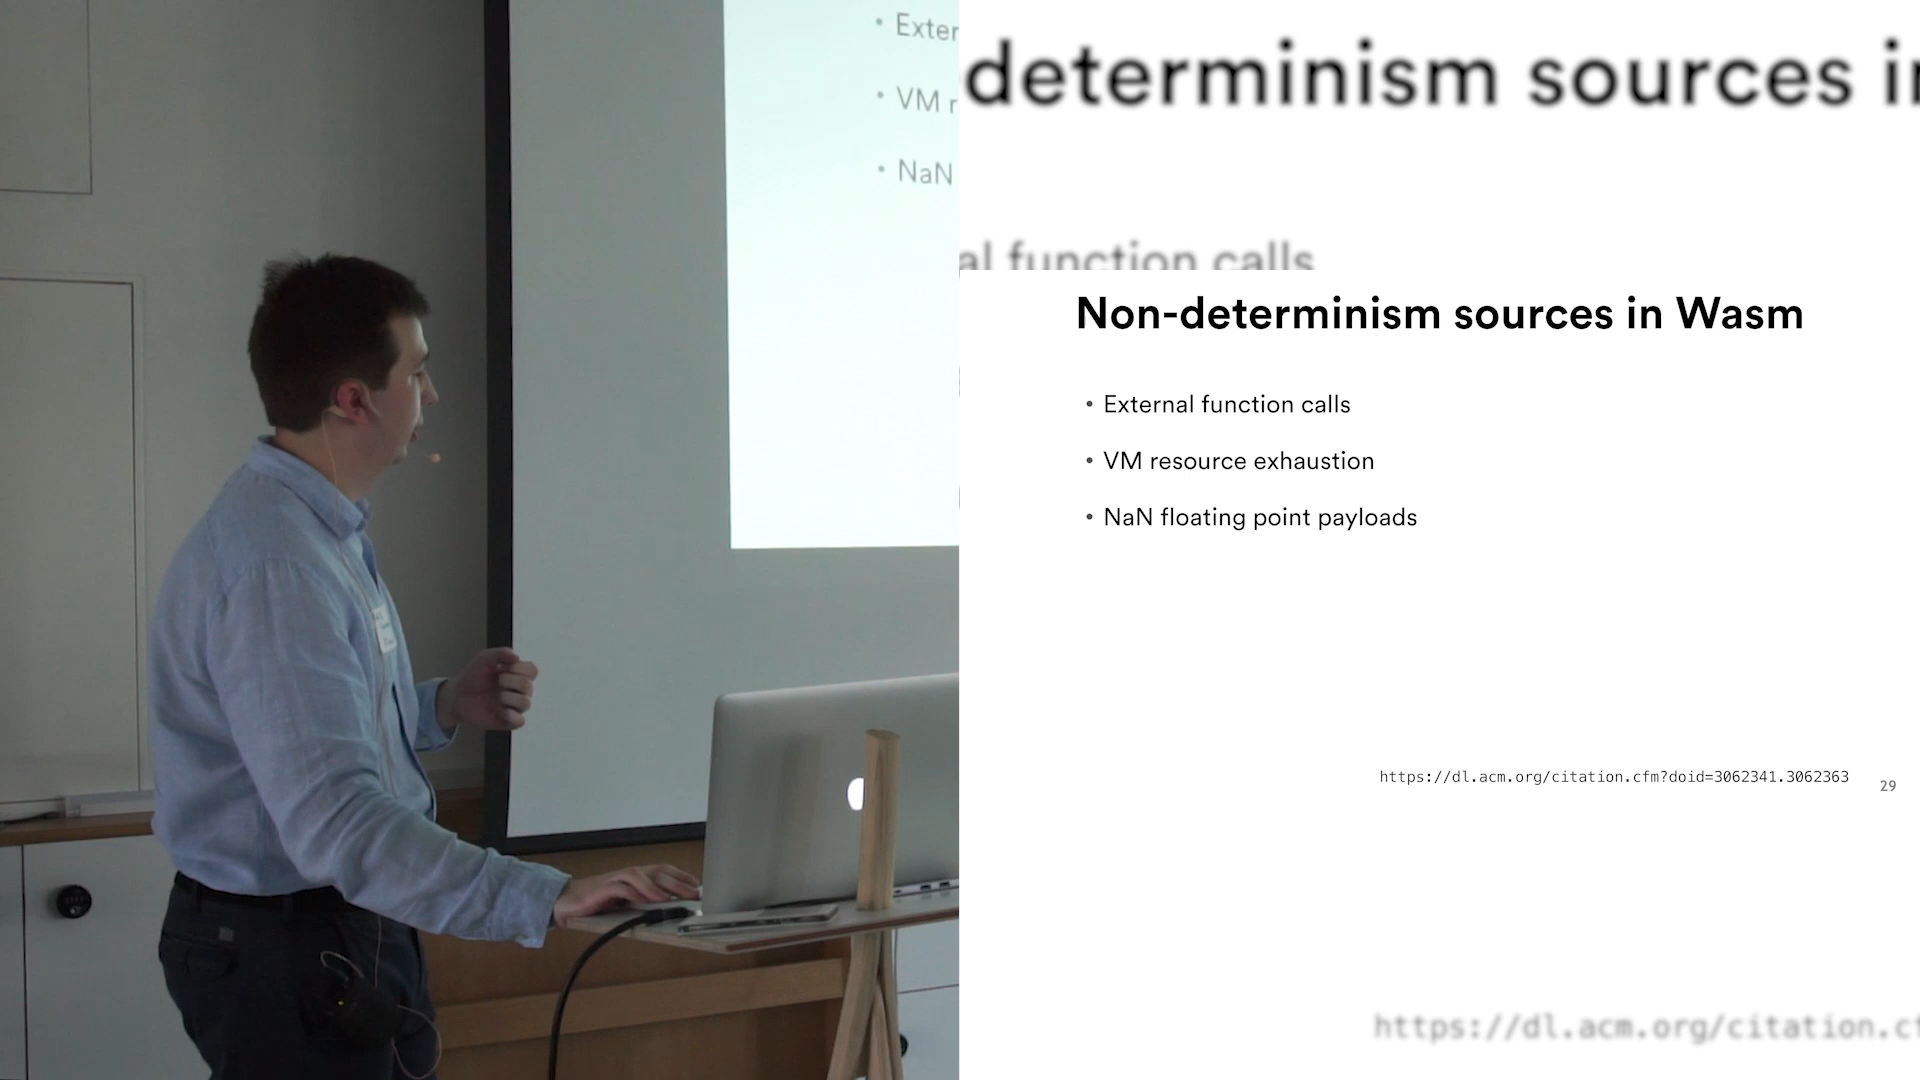 • Exter
• VM r
• NaN
determinism sources in
al function calls
Non-determinism sources in Wasm
• External function calls
• VM resource exhaustion
• NaN floating point payloads
https://dl.acm.org/citation.cfm?doid=3062341.3062363
29
https://dl.acm.org/citation.cf